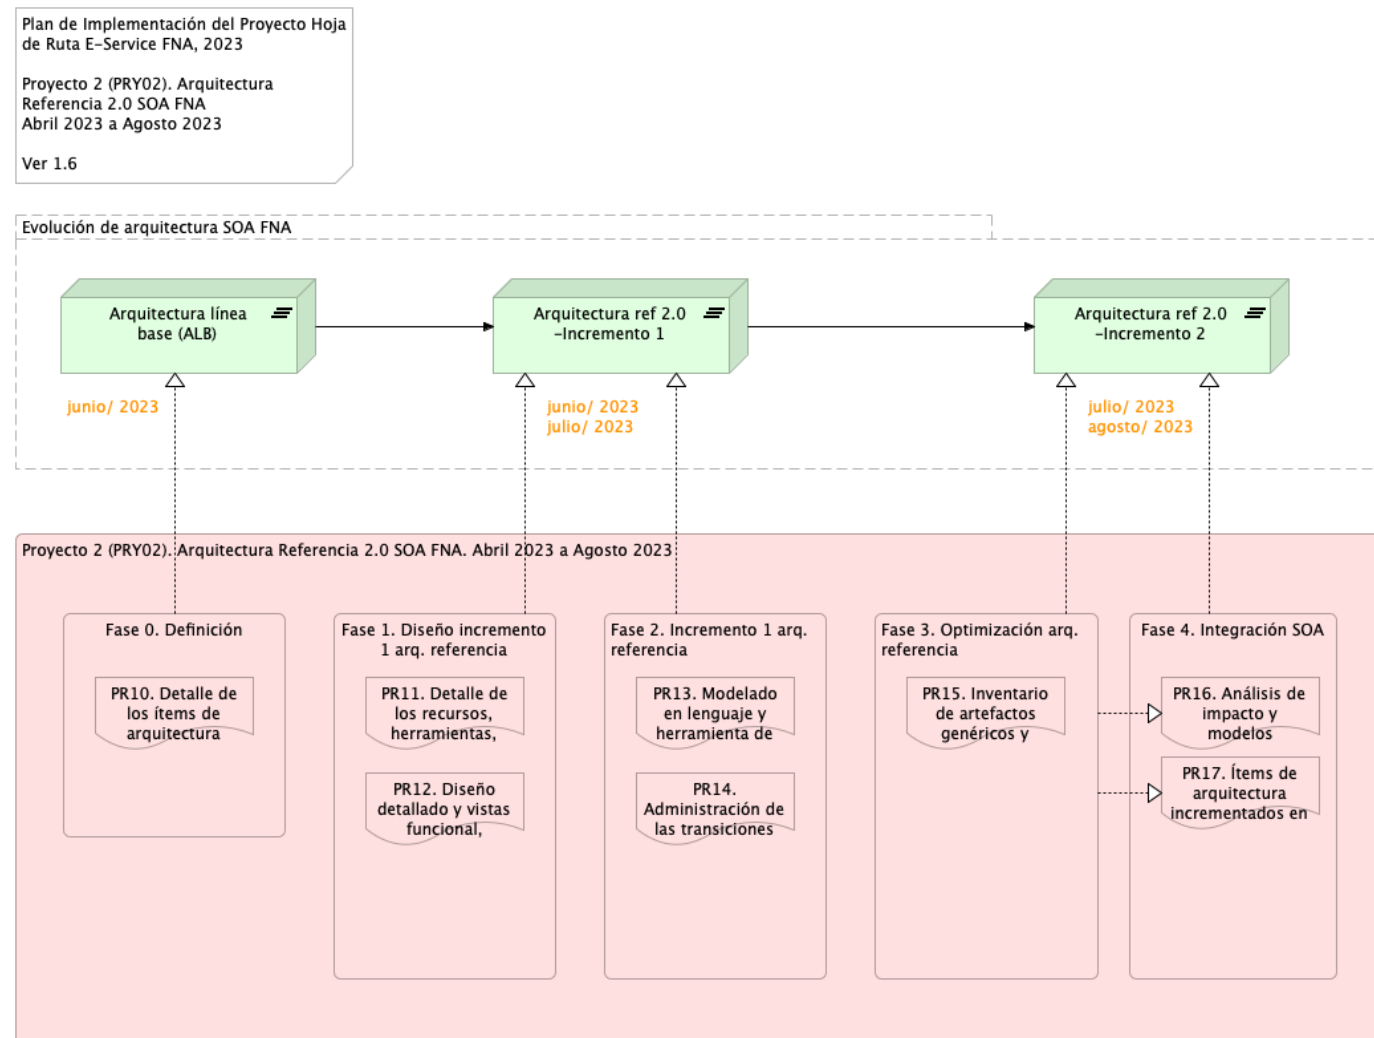 Plan de Implementación del Proyecto Hoja
de Ruta E-Service FNA, 2023
Proyecto 2 (PRY02). Arquitectura
Referencia 2.0 SOA FNA
Abril 2023 a Agosto 2023
Ver 1.6
Evolución de arquitectura SOA FNA
Arquitectura línea
base (ALB)
Arquitectura ref 2.0
-Incremento 1
Arquitectura ref 2.0
-Incremento 2
junio/ 2023
junio/ 2023
julio/ 2023
julio/ 2023
agosto/ 2023
Proyecto 2 (PRY02). Arquitectura Referencia 2.0 SOA FNA. Abril 2023 a Agosto 2023
Fase 0. Definición
PR10. Detalle de
los ítems de
arquitectura
Fase 1. Diseño incremento
1 arq. referencia
PR11. Detalle de
los recursos,
herramientas,
PR12. Diseño
detallado y vistas
funcional,
Fase 2. Incremento 1 arq.
referencia
PR13. Modelado
en lenguaje y
herramienta de
PR14.
Administración de
las transiciones
Fase 3. Optimización arq.
referencia
PR15. Inventario
de artefactos
genéricos y
Fase 4. Integración SOA
PR16. Análisis de
impacto y
modelos
PR17. Ítems de
arquitectura
incrementados en